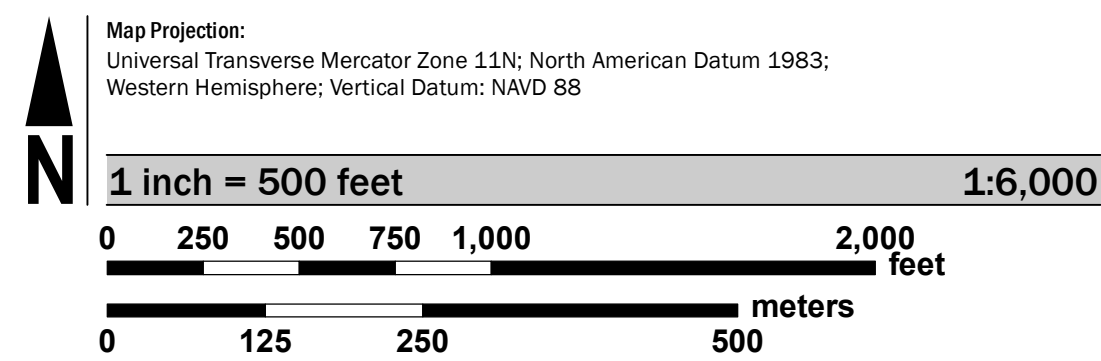 Map Projection:
Universal Transverse Mercator Zone 11N; North American Datum 1983;
Western Hemisphere; Vertical Datum: NAVD 88
N
1 inch = 500 feet 1:6,000
0 250 500 750 1,000 2,000
feet
meters
0 125 250 500